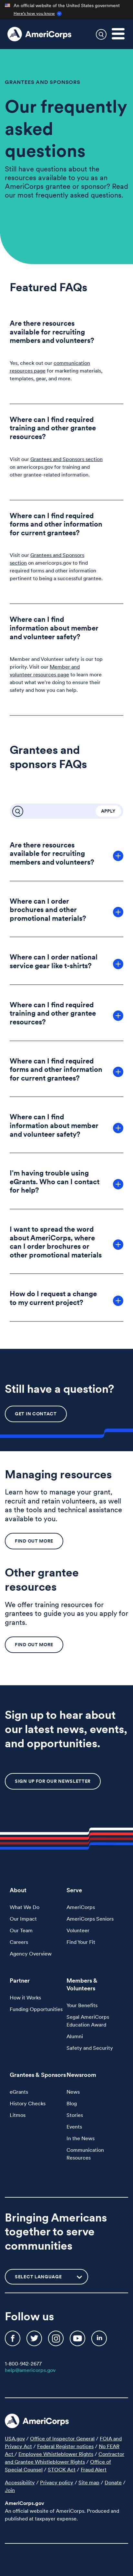 An official website of the United States government
Here's how you know
AmeriCorps
GRANTEES AND SPONSORS
Our frequently
asked
questions
Still have questions about the
resources available to you as an
AmeriCorps grantee or sponsor? Read
our most frequently asked questions.
Featured FAQs
Are there resources
available for recruiting
members and volunteers?
Yes, check out our communication
resources page for marketing materials,
templates, gear, and more.
Where can I find required
training and other grantee
resources?
Visit our Grantees and Sponsors section
on americorps.gov for training and
other grantee-related information.
Where can I find required
forms and other information
for current grantees?
Visit our Grantees and Sponsors
section on americorps.gov to find
required forms and other information
pertinent to being a successful grantee.
Where can I find
information about member
and volunteer safety?
Member and Volunteer safety is our top
priority. Visit our Member and
volunteer resources page to learn more
about what we're doing to ensure their
safety and how you can help.
Grantees and
sponsors FAQs
APPLY
Are there resources
available for recruiting
members and volunteers?
Where can I order
brochures and other
promotional materials?
Where can I order national
service gear like t-shirts?
Where can I find required
training and other grantee
resources?
Where can I find required
forms and other information
for current grantees?
Where can I find
information about member
and volunteer safety?
I'm having trouble using
eGrants. Who can I contact
for help?
I want to spread the word
about AmeriCorps, where
can I order brochures or
other promotional materials
How do I request a change
to my current project?
Still have a question?
GET IN CONTACT
Managing resources
Learn how to manage your grant,
recruit and retain volunteers, as well
as the tools and technical assistance
available to you.
FIND OUT MORE
Other grantee
resources
We offer training resources for
grantees to guide you as you apply for
grants.
FIND OUT MORE
Sign up to hear about
our latest news, events,
and opportunities.
SIGN UP FOR OUR NEWSLETTER
About
What We Do
Our Impact
Our Team
Careers
Agency Overview
Serve
AmeriCorps
AmeriCorps Seniors
Volunteer
Find Your Fit
Partner
How it Works
Funding Opportunities
Members &
Volunteers
Your Benefits
Segal AmeriCorps
Education Award
Alumni
Safety and Security
Grantees & Sponsors
eGrants
History Checks
Litmos
Newsroom
News
Blog
Stories
Events
In the News
Communication
Resources
Bringing Americans
together to serve
communities
SELECT LANGUAGE
Follow us
1-800-942-2677
help@americorps.gov
AmeriCorps
USA.gov / Office of Inspector General / FOIA and
Privacy Act / Federal Register notices / No FEAR
Act / Employee Whistleblower Rights / Contractor
and Grantee Whistleblower Rights / Office of
Special Counsel / STOCK Act / Fraud Alert
Accessibility / Privacy policy / Site map / Donate /
Join
AmeriCorps.gov
An official website of AmeriCorps. Produced and
published at taxpayer expense.